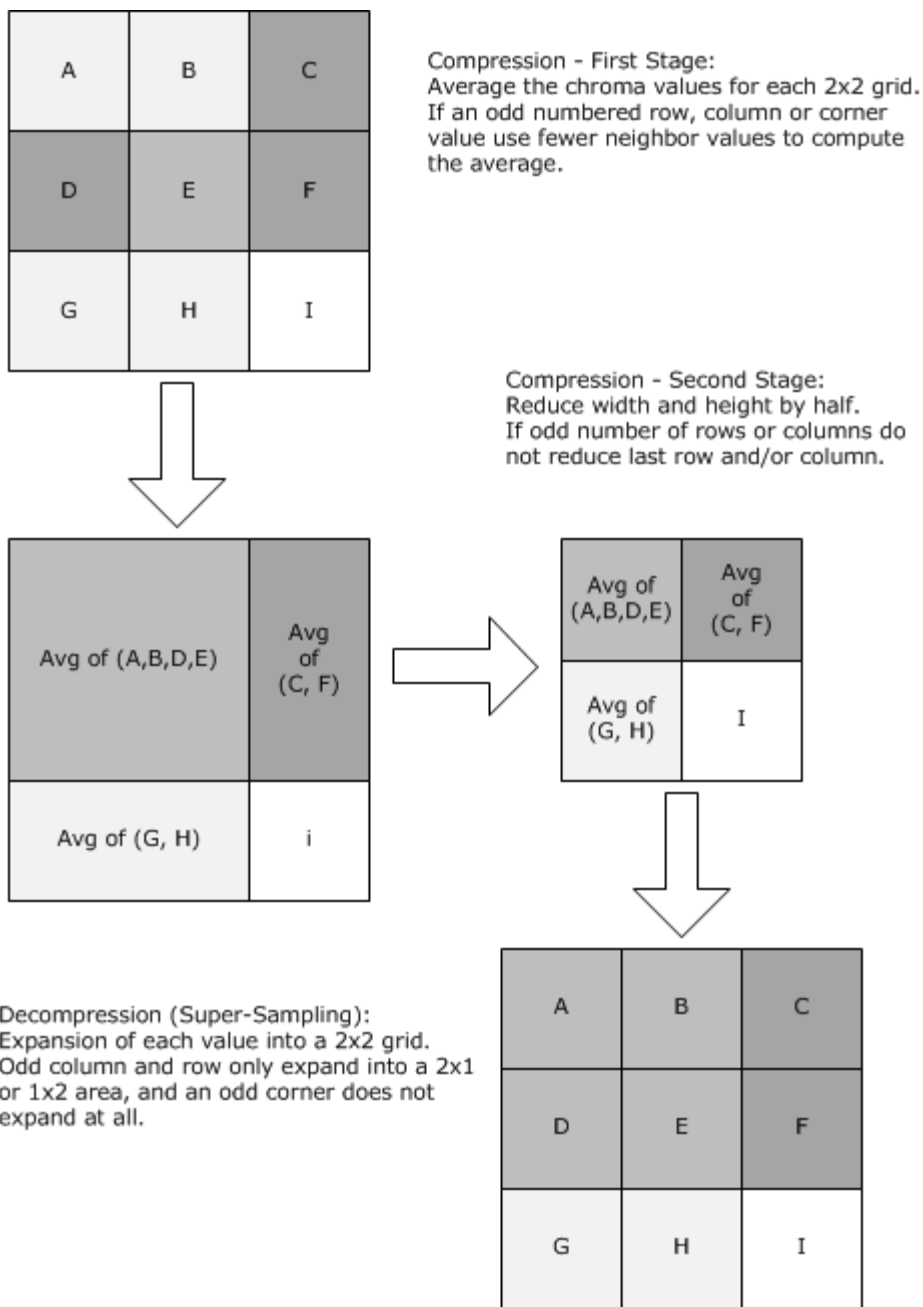 A B C
Compression - First Stage:
Average the chroma values for each 2x2 grid.
If an odd numbered row, column or corner
value use fewer neighbor values to compute
the average.
D E F
G H I
Compression - Second Stage:
Reduce width and height by half.
If odd number of rows or columns do
not reduce last row and/or column.
Avg of (A,B,D,E)
Avg
of
(C, F)
Avg of (G, H)
i
Avg of
(A,B,D,E)
Avg
of
(C, F)
Avg of
(G, H)
I
Decompression (Super-Sampling):
Expansion of each value into a 2x2 grid.
Odd column and row only expand into a 2x1
or 1x2 area, and an odd corner does not
expand at all.
A B C
D E F
G H I